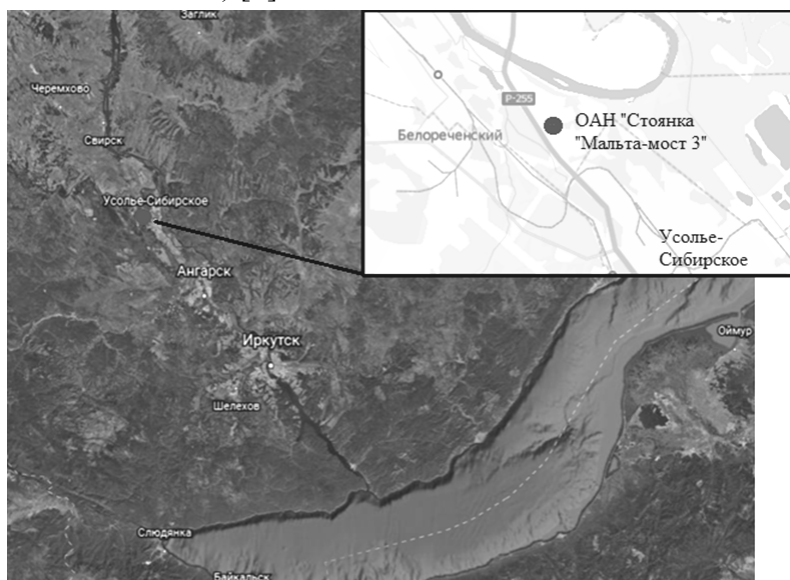 Заглик
Черемхово
Свирск
Усолье-Сибирское
Ангарск
Иркутск
Шелехов
Слюдянка
Байкальск
Оймур
Р-255
Белореченский
ОАН "Стоянка
"Мальта-мост 3"
Усолье-
Сибирское